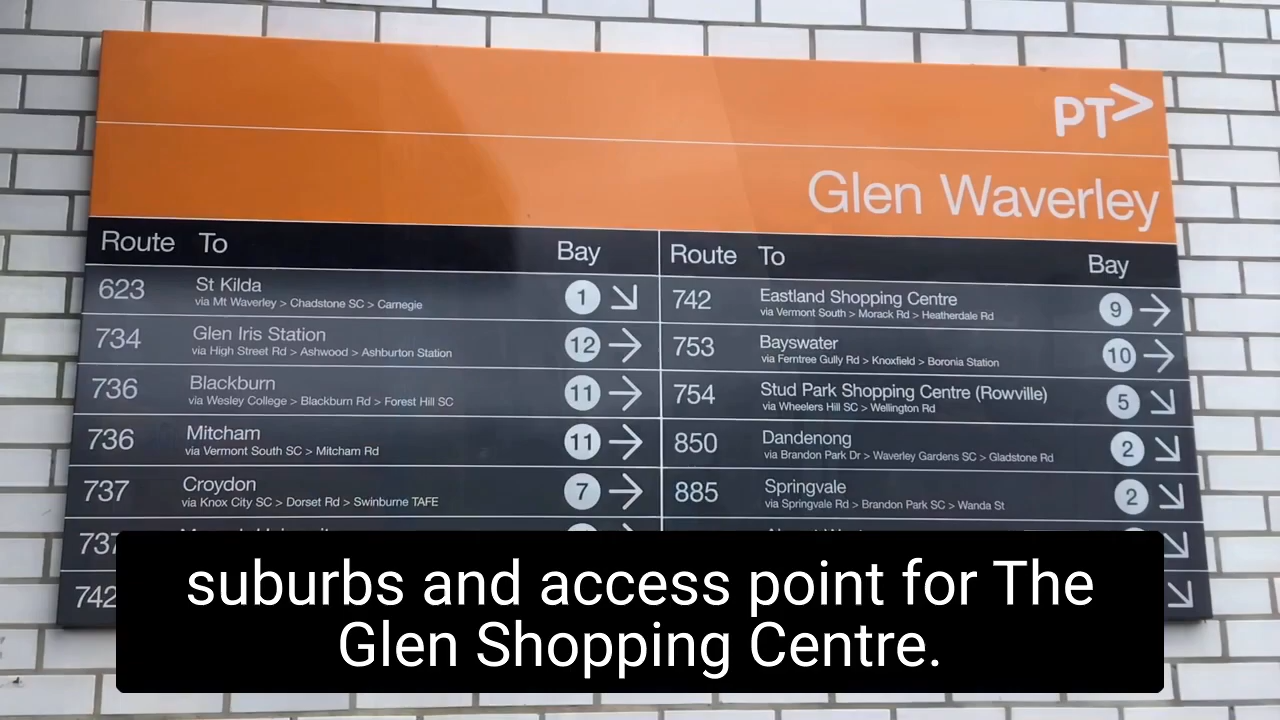 PT>
Glen Waverley
Route To Bay
623 St Kilda 1
via Mt Waverley > Chadstone SC > Carnegie
734 Glen Iris Station 12
via High Street Rd > Ashwood > Ashburton Station
736 Blackburn 11
via Wesley College > Blackburn Rd > Forest Hill SC
736 Mitcham 11
via Vermont South SC > Mitcham Rd
737 Croydon 7
via Knox City SC > Dorset Rd > Swinburne TAFE
737
742
Route To Bay
742 Eastland Shopping Centre 9
via Vermont South > Morack Rd > Heatherdale Rd
753 Bayswater 10
via Ferntree Gully Rd > Knoxfield > Boronia Station
754 Stud Park Shopping Centre (Rowville) 5
via Wheelers Hill SC > Wellington Rd
850 Dandenong 2
via Brandon Park Dr > Waverley Gardens SC > Gladstone Rd
885 Springvale 2
via Springvale Rd > Brandon Park SC > Wanda St
suburbs and access point for The
Glen Shopping Centre.